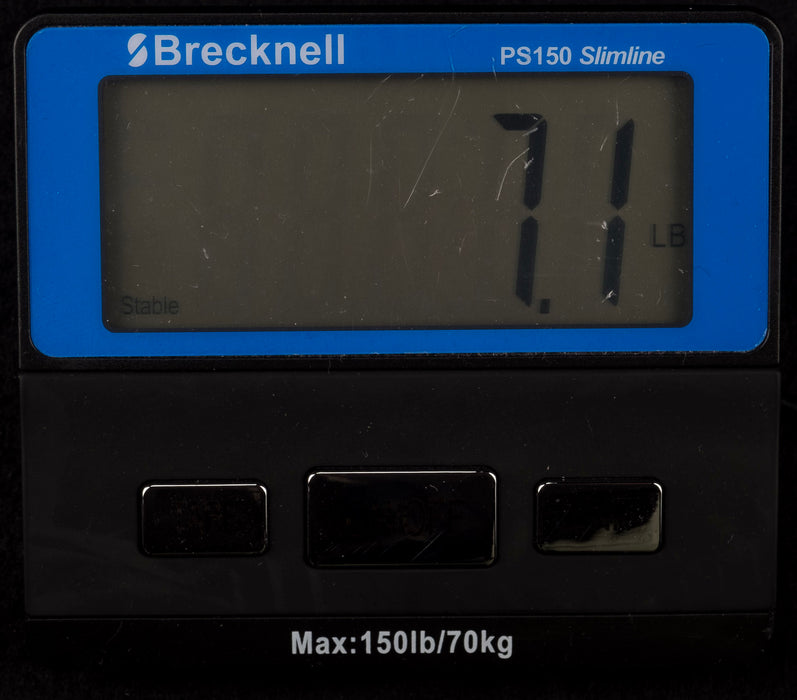 Brecknell PS150 Slimline
7.1 LB
Stable
Max:150lb/70kg